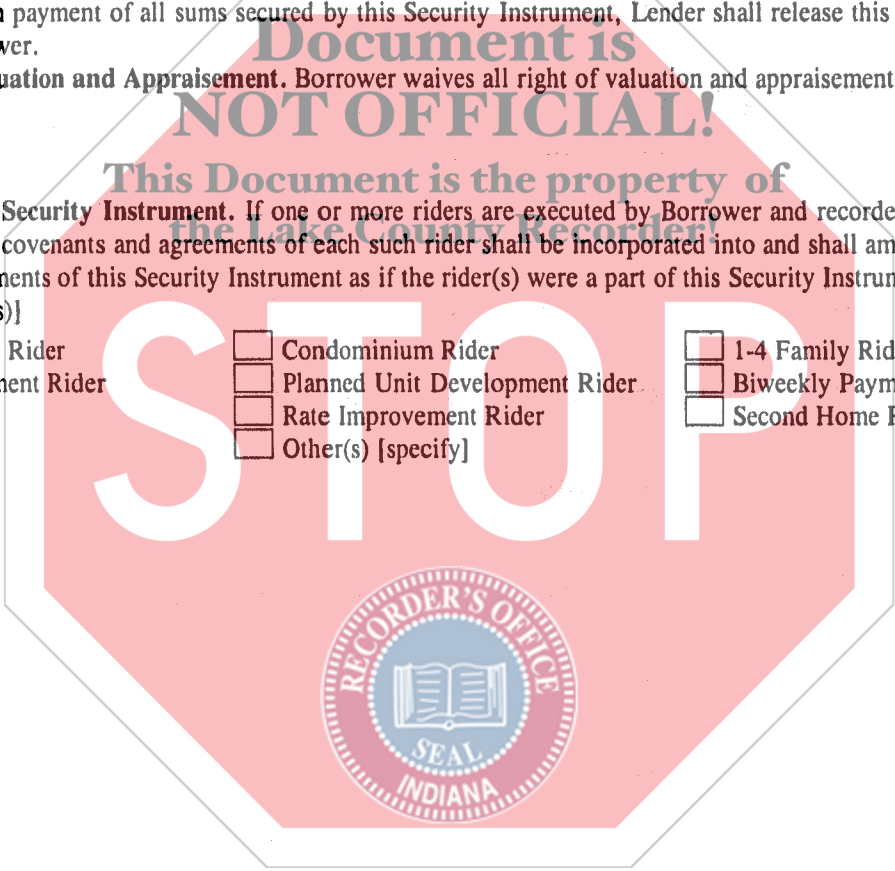 payment of all sums secured by this Security Instrument, Lender shall release this
Document is
uation and Appraisement. Borrower waives all right of valuation and appraisement
NOT OFFICIAL!
This Document is the property of
Security Instrument. If one or more riders are executed by Borrower and recorde
the Lake County Recorder!
covenants and agreements of each such rider shall be incorporated into and shall am
nents of this Security Instrument as if the rider(s) were a part of this Security Instrun
s)]
Rider
Condominium Rider
1-4 Family Rid
nent Rider
Planned Unit Development Rider
Biweekly Paym
Rate Improvement Rider
Second Home
Other(s) [specify]
STOP
RECORDER'S OFFICE
SEAL
INDIANA